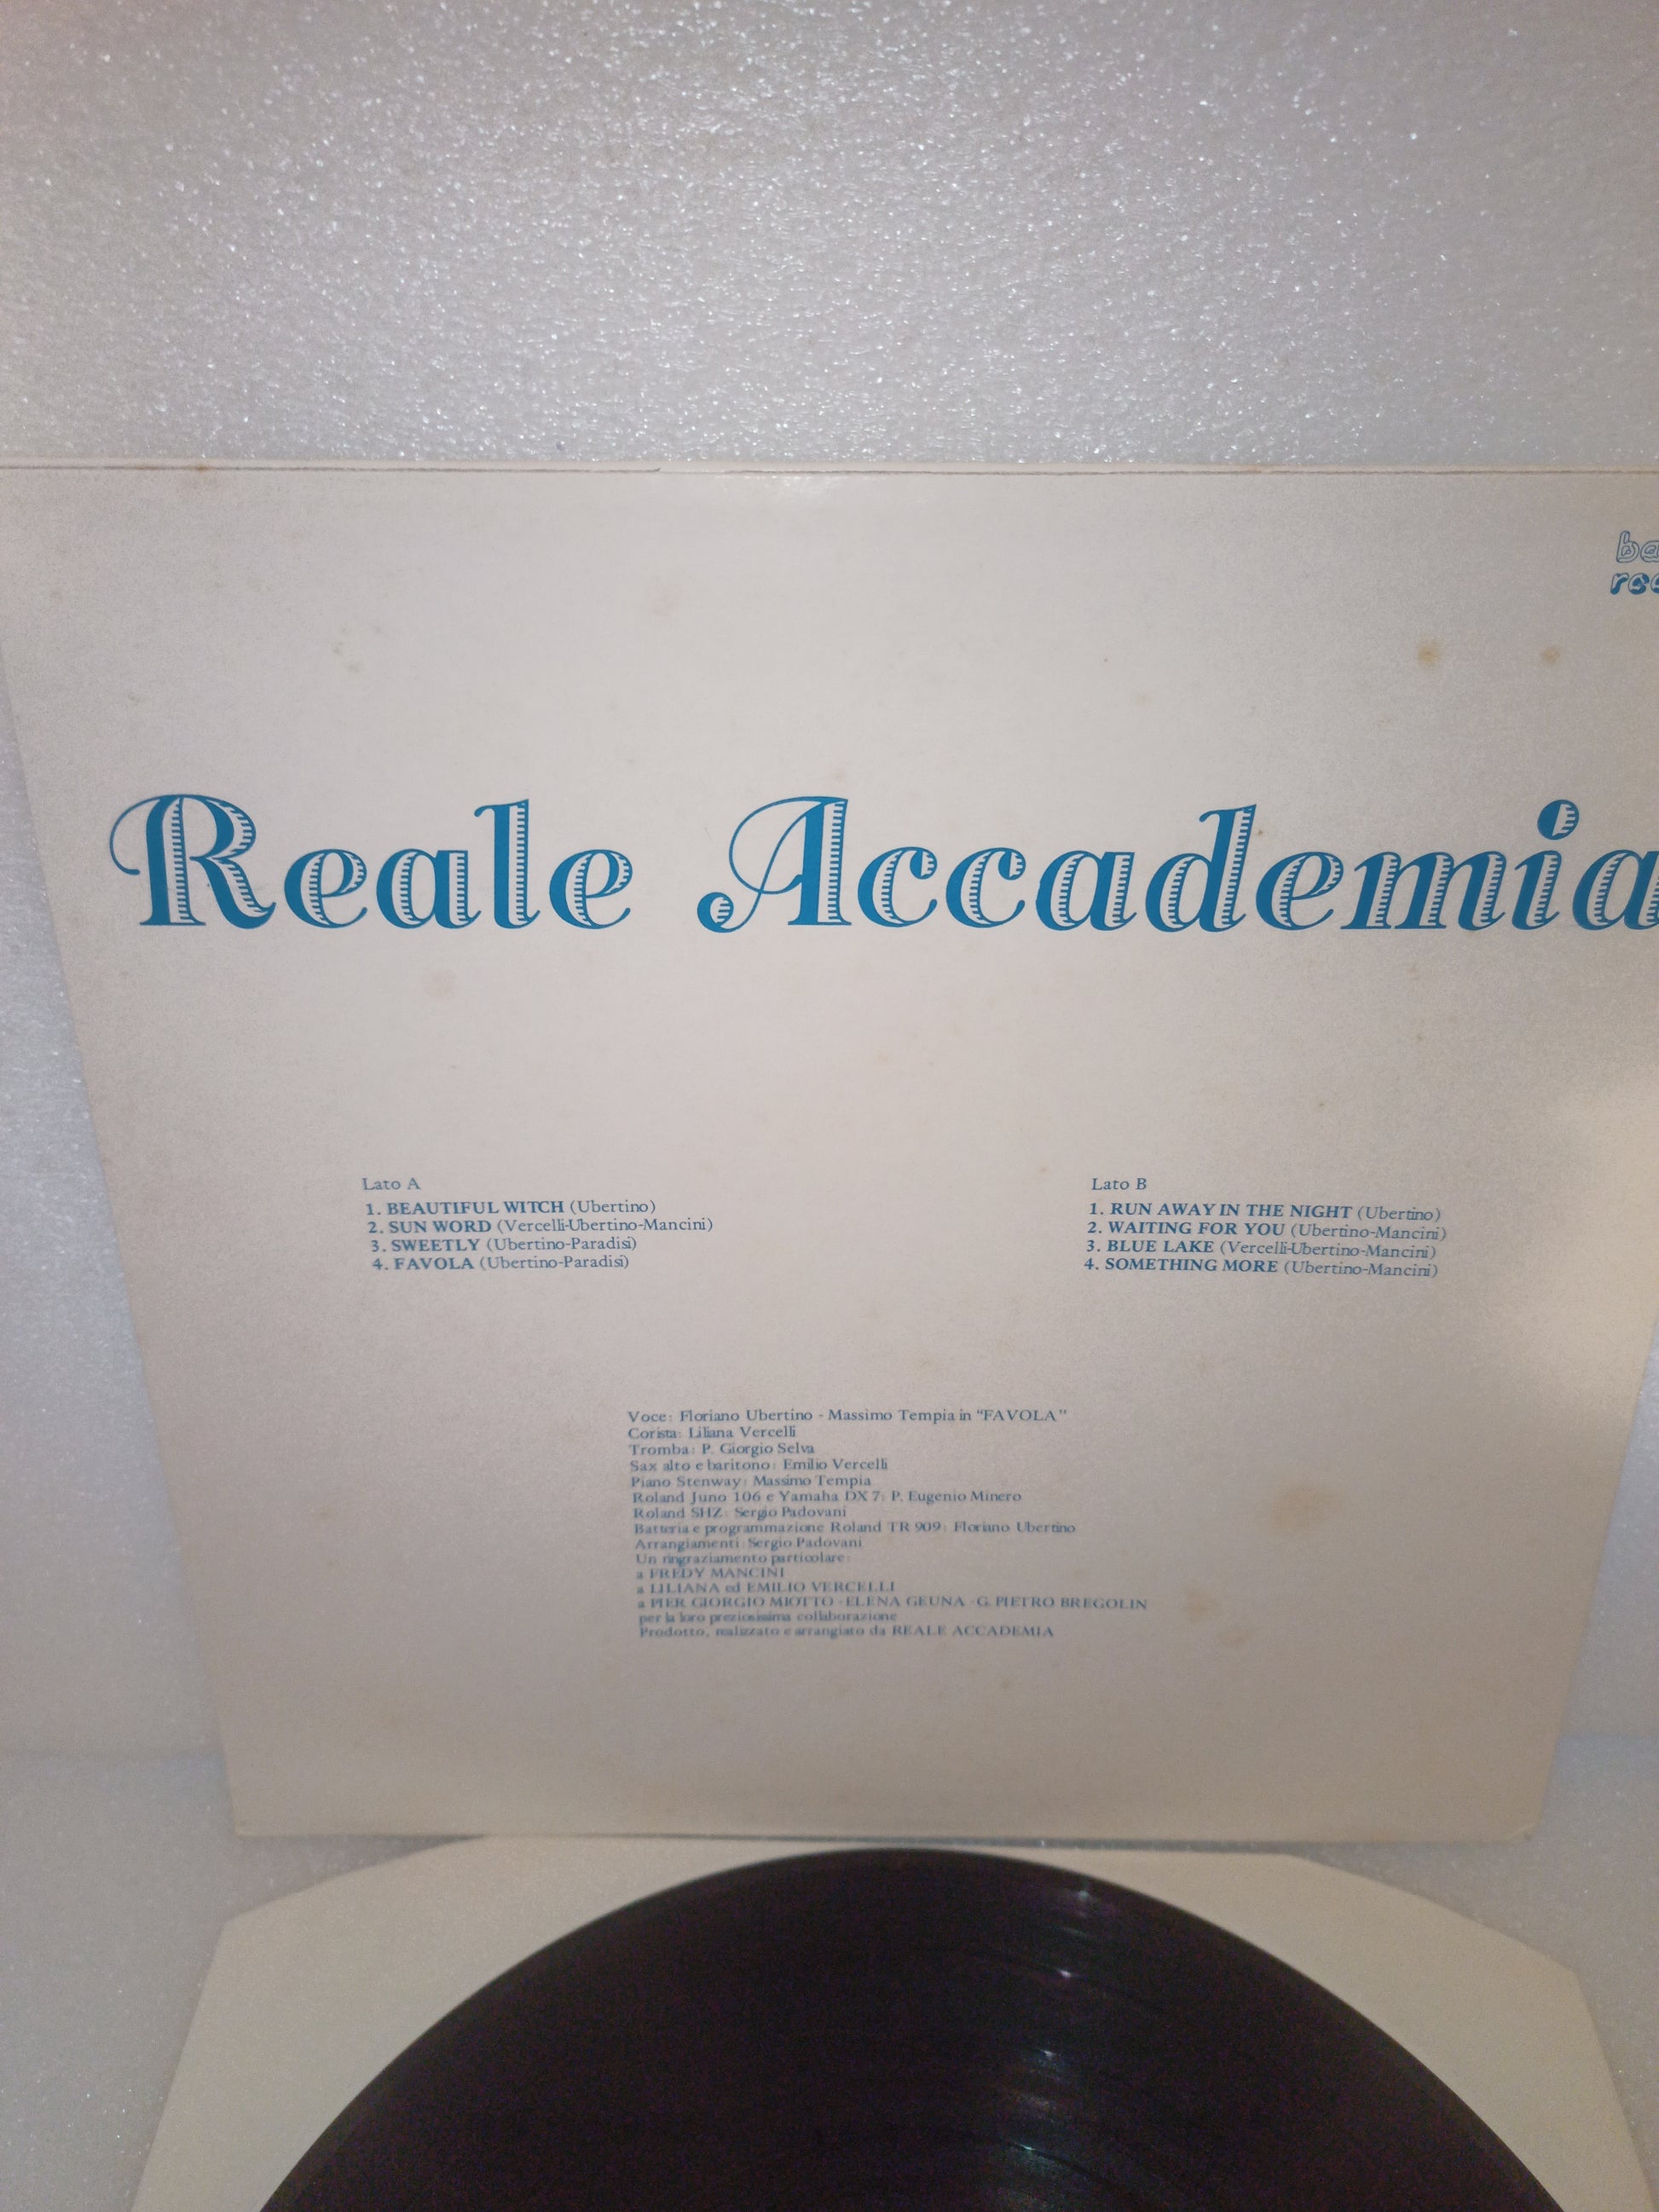 Reale Accademia
Lato A
1. BEAUTIFUL WITCH (Ubertino)
2. SUN WORD (Vercelli-Ubertino-Mancini)
3. SWEETLY (Ubertino-Paradisi)
4. FAVOLA (Ubertino-Paradisi)
Lato B
1. RUN AWAY IN THE NIGHT (Ubertino)
2. WAITING FOR YOU (Ubertino-Mancini)
3. BLUE LAKE (Vercelli-Ubertino-Mancini)
4. SOMETHING MORE (Ubertino-Mancini)
Voce: Floriano Ubertino - Massimo Tempia in "FAVOLA"
Corista: Liliana Vercelli
Tromba: P. Giorgio Selva
Sax alto e baritono: Emilio Vercelli
Piano Stenway: Massimo Tempia
Roland Juno 106 e Yamaha DX 7: P. Eugenio Minero
Roland SHZ: Sergio Padovani
Batteria e programmazione Roland TR 909: Floriano Ubertino
Arrangiamenti: Sergio Padovani
Un ringraziamento particolare:
a FREDY MANCINI
a LILIANA ed EMILIO VERCELLI
a PIER GIORGIO MIOTTO - ELENA GEUNA - G. PIETRO BREGOLIN
per la loro preziosissima collaborazione
Prodotto, realizzato e arrangiato da REALE ACCADEMIA